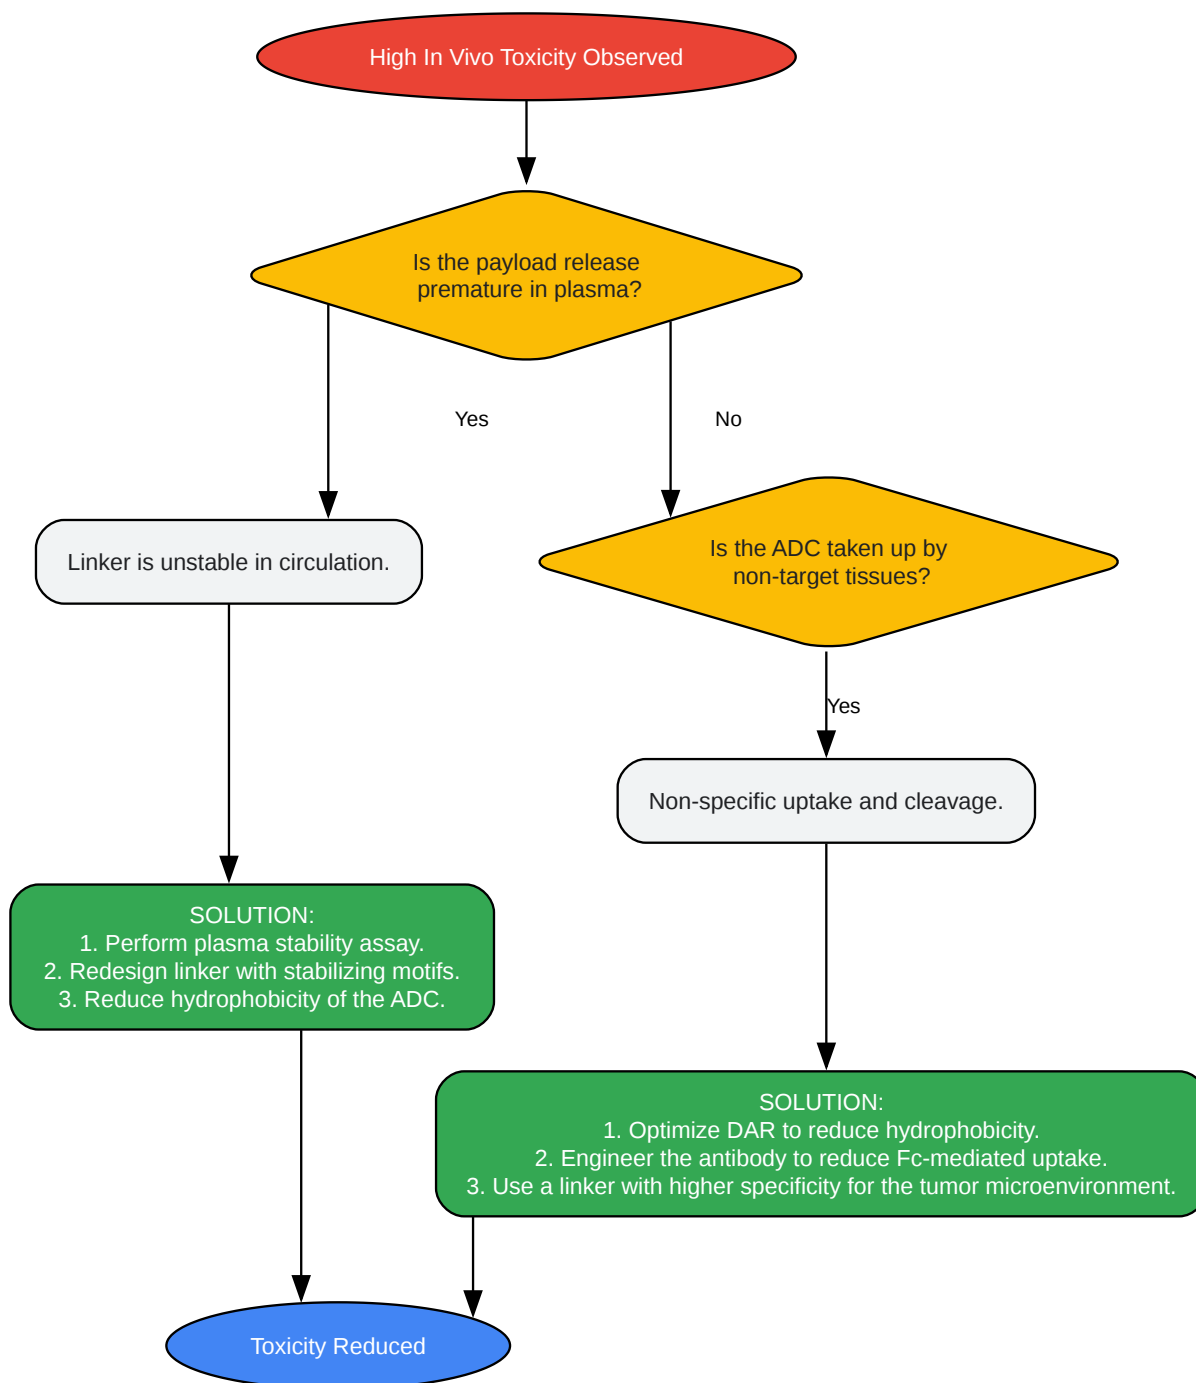 High In Vivo Toxicity Observed
Is the payload release
premature in plasma?
Yes
No
Linker is unstable in circulation.
Is the ADC taken up by
non-target tissues?
Yes
Non-specific uptake and cleavage.
SOLUTION:
1. Perform plasma stability assay.
2. Redesign linker with stabilizing motifs.
3. Reduce hydrophobicity of the ADC.
SOLUTION:
1. Optimize DAR to reduce hydrophobicity.
2. Engineer the antibody to reduce Fc-mediated uptake.
3. Use a linker with higher specificity for the tumor microenvironment.
Toxicity Reduced